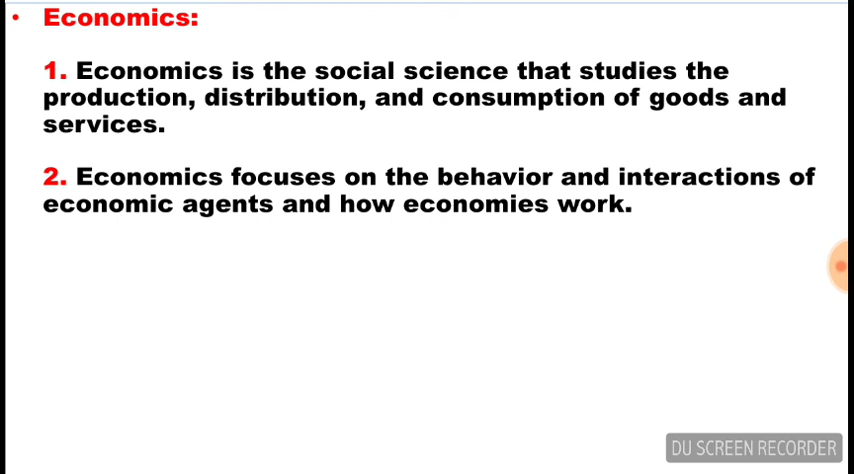 • Economics:
1. Economics is the social science that studies the
production, distribution, and consumption of goods and
services.
2. Economics focuses on the behavior and interactions of
economic agents and how economies work.
DU SCREEN RECORDER